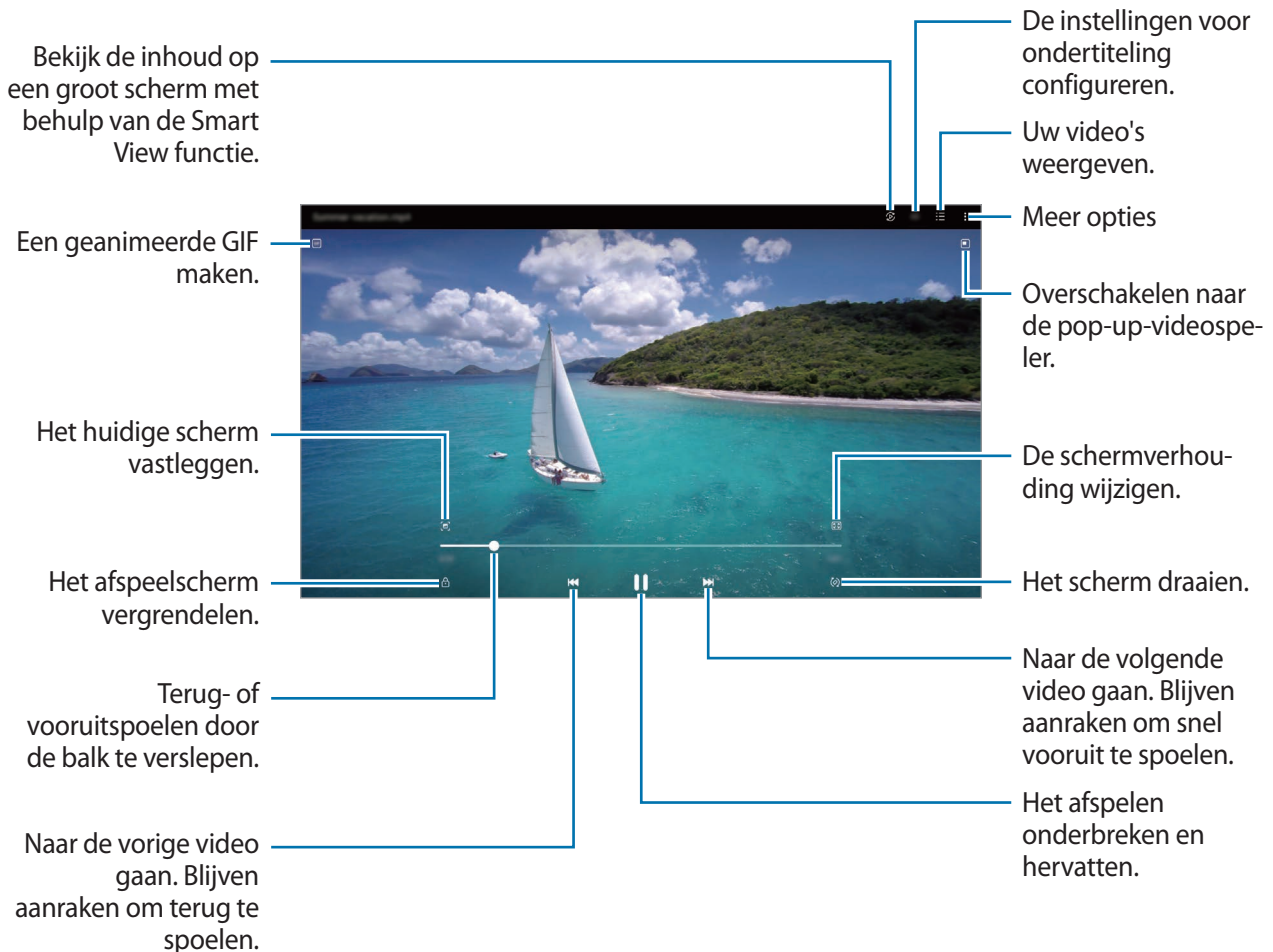 Bekijk de inhoud op
een groot scherm met
behulp van de Smart
View functie.
Een geanimeerde GIF
maken.
Het huidige scherm
vastleggen.
Het afspeelscherm
vergrendelen.
Terug- of
vooruitspoelen door
de balk te verslepen.
Naar de vorige video
gaan. Blijven
aanraken om terug te
spoelen.
Summer vacation.mp4
De instellingen voor
ondertiteling
configureren.
Uw video's
weergeven.
Meer opties
Overschakelen naar
de pop-up-videospe-
ler.
De schermverhou-
ding wijzigen.
Het scherm draaien.
Naar de volgende
video gaan. Blijven
aanraken om snel
vooruit te spoelen.
Het afspelen
onderbreken en
hervatten.